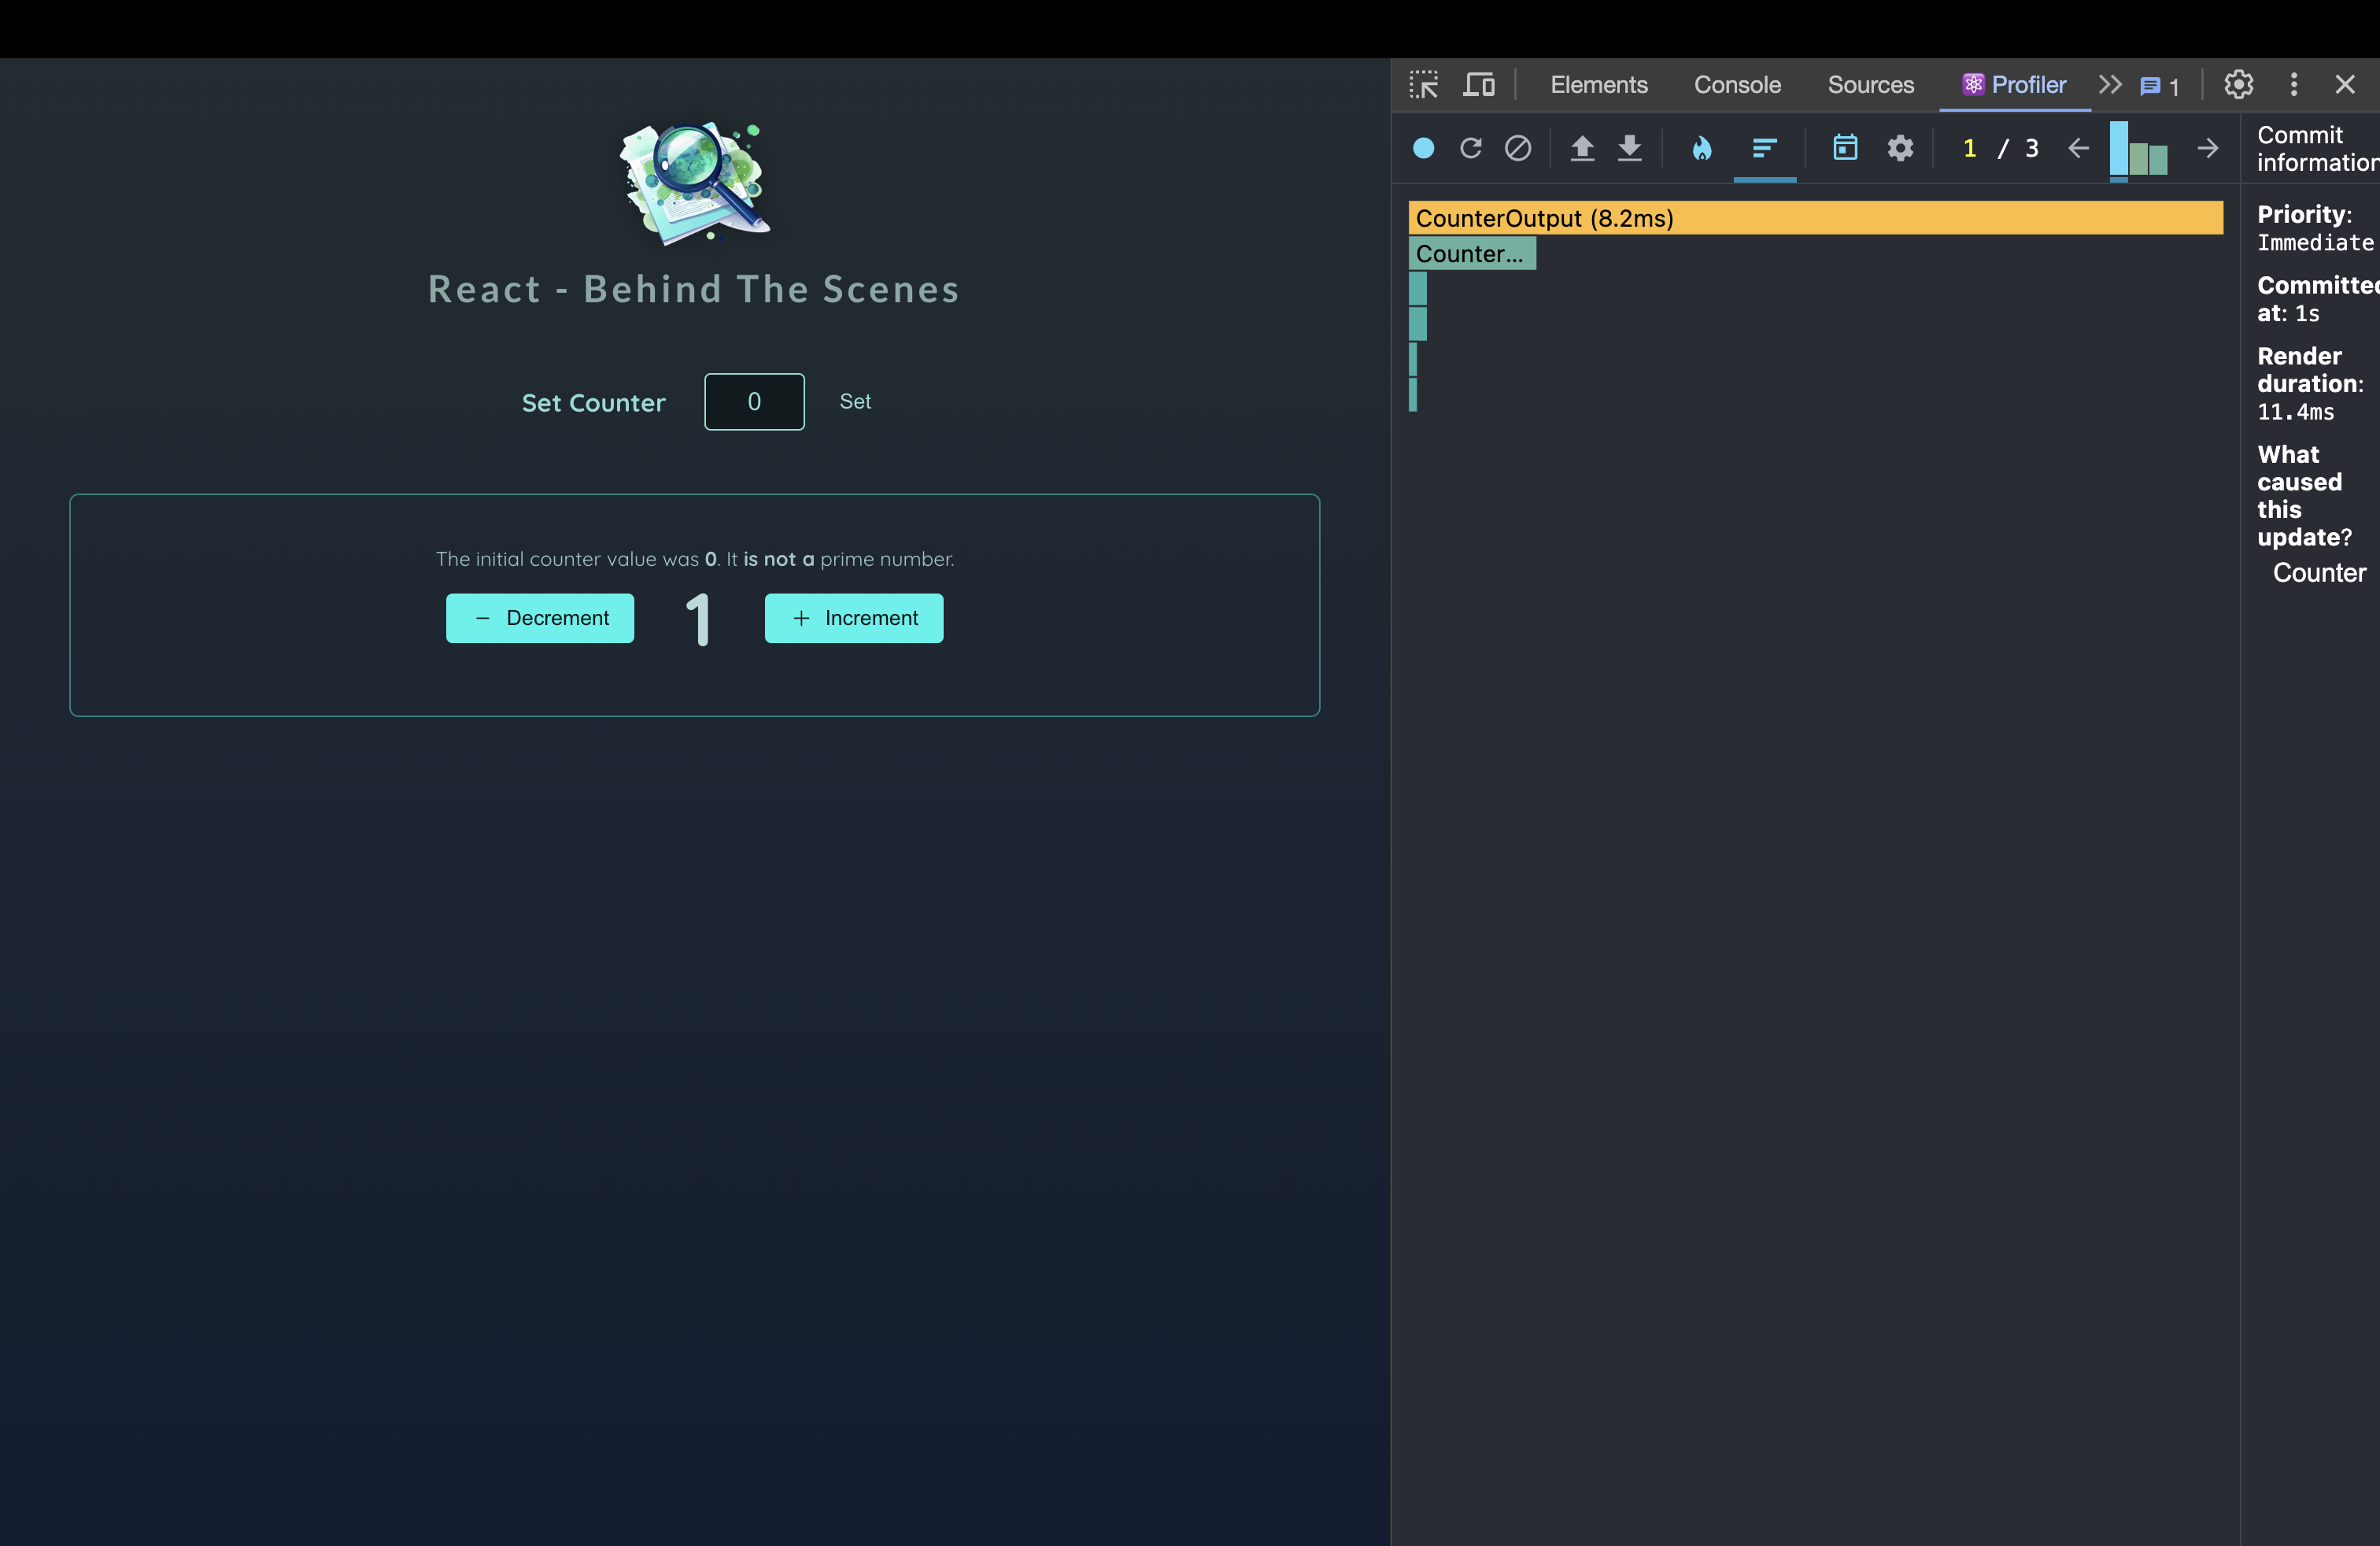 React - Behind The Scenes
Set Counter 0 Set
The initial counter value was 0. It is not a prime number.
− Decrement 1 + Increment
Elements Console Sources Profiler 1
1 / 3
CounterOutput (8.2ms)
Counter...
Commit
information
Priority:
Immediate
Committed
at: 1s
Render
duration:
11.4ms
What
caused
this
update?
Counter